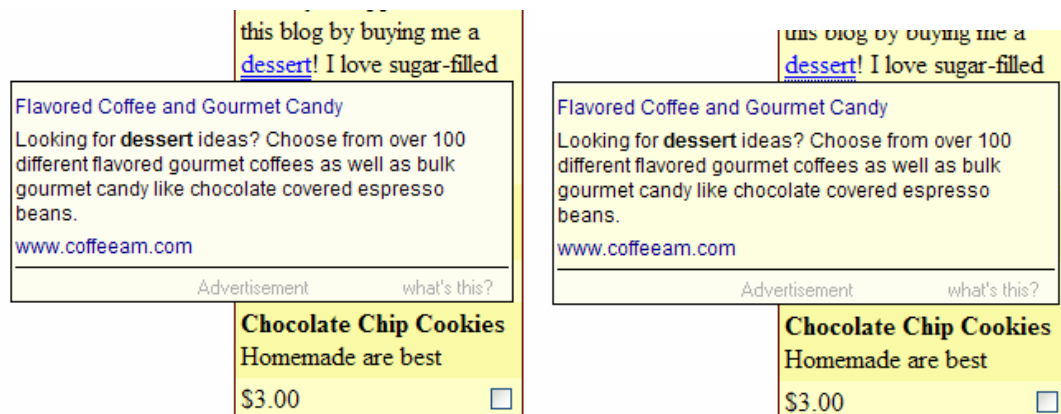 this blog by buying me a
dessert! I love sugar-filled
Flavored Coffee and Gourmet Candy
Looking for dessert ideas? Choose from over 100
different flavored gourmet coffees as well as bulk
gourmet candy like chocolate covered espresso
beans.
www.coffeeam.com
Advertisement what's this?
Chocolate Chip Cookies
Homemade are best
$3.00
this blog by buying me a
dessert! I love sugar-filled
Flavored Coffee and Gourmet Candy
Looking for dessert ideas? Choose from over 100
different flavored gourmet coffees as well as bulk
gourmet candy like chocolate covered espresso
beans.
www.coffeeam.com
Advertisement what's this?
Chocolate Chip Cookies
Homemade are best
$3.00